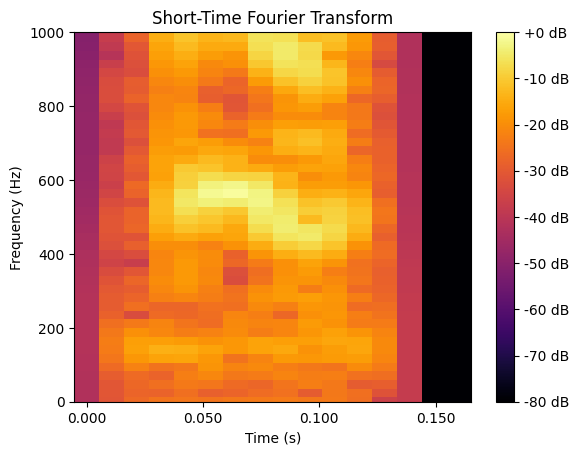 Short-Time Fourier Transform
1000
800
600
400
200
0
Frequency (Hz)
0.000
0.050
0.100
0.150
Time (s)
+0 dB
-10 dB
-20 dB
-30 dB
-40 dB
-50 dB
-60 dB
-70 dB
-80 dB